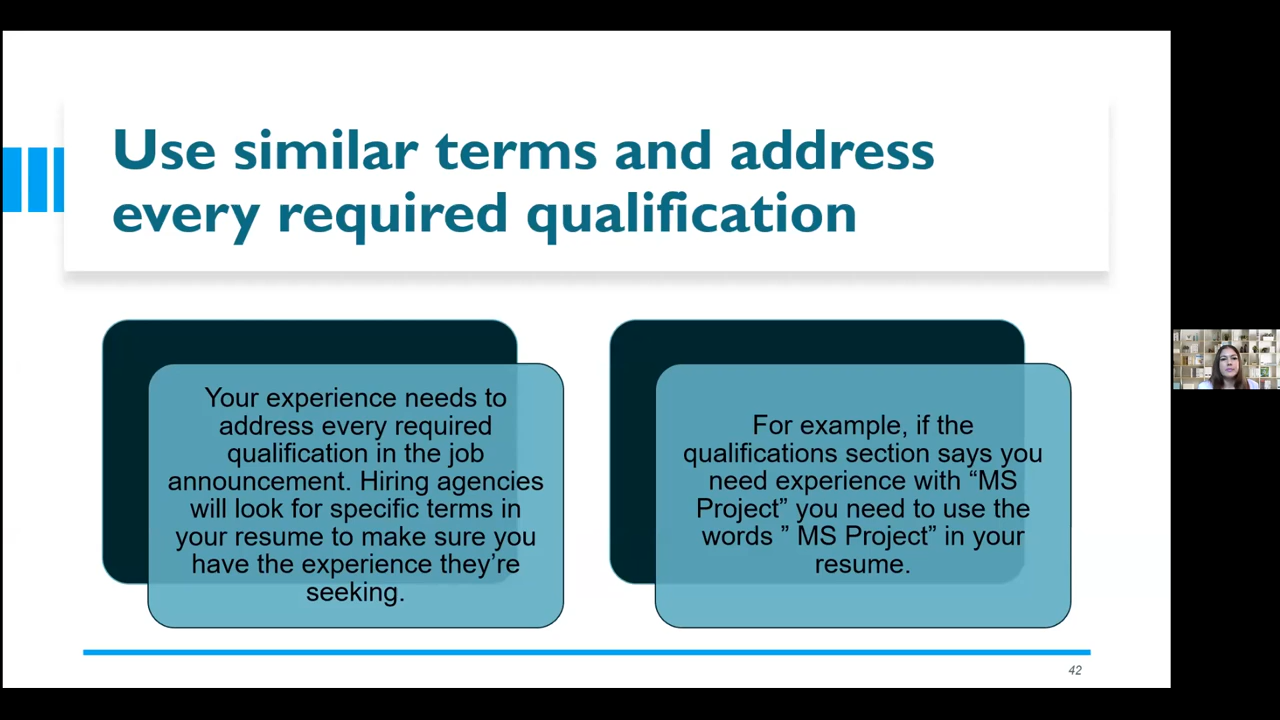 Use similar terms and address
every required qualification
Your experience needs to
address every required
qualification in the job
announcement. Hiring agencies
will look for specific terms in
your resume to make sure you
have the experience they’re
seeking.
For example, if the
qualifications section says you
need experience with “MS
Project” you need to use the
words ” MS Project” in your
resume.
42